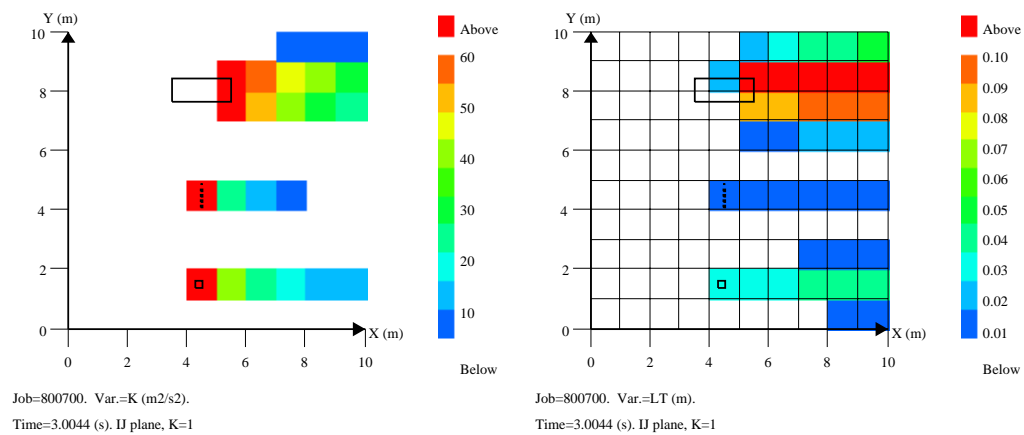 Y (m)
10
8
6
4
2
0
0 2 4 6 8 10
X (m)
Above
60
50
40
30
20
10
Below
Job=800700. Var.=K (m2/s2).
Time=3.0044 (s). IJ plane, K=1
Y (m)
10
8
6
4
2
0
0 2 4 6 8 10
X (m)
Above
0.10
0.09
0.08
0.07
0.06
0.05
0.04
0.03
0.02
0.01
Below
Job=800700. Var.=LT (m).
Time=3.0044 (s). IJ plane, K=1